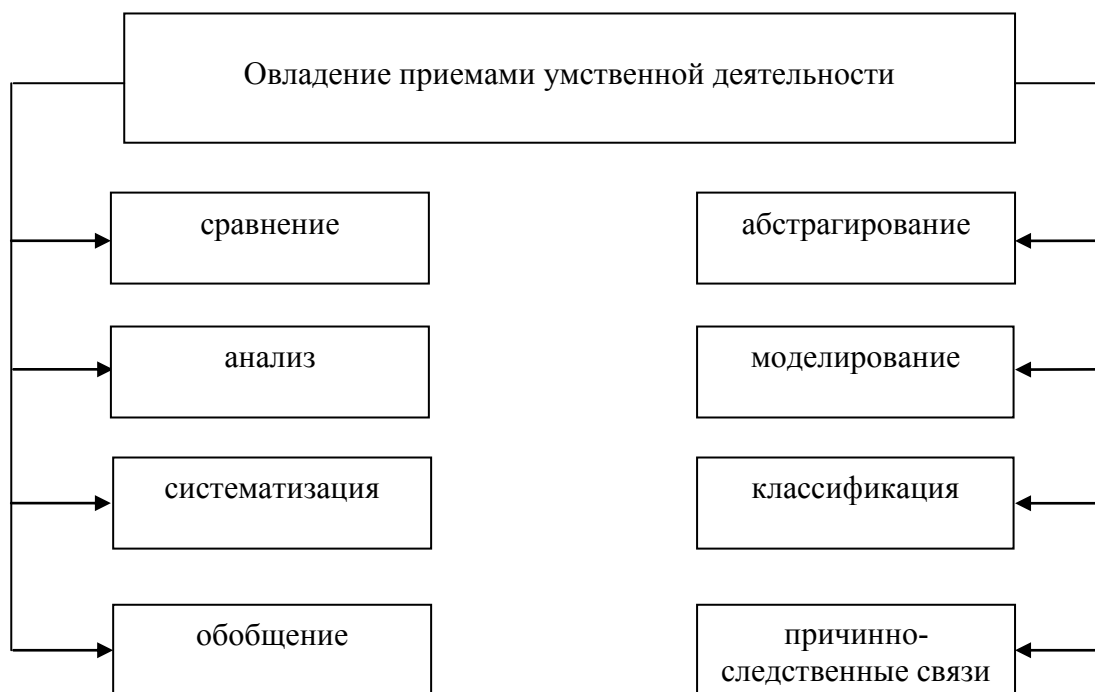 Овладение приемами умственной деятельности
сравнение
абстрагирование
анализ
моделирование
систематизация
классификация
обобщение
причинно-
следственные связи